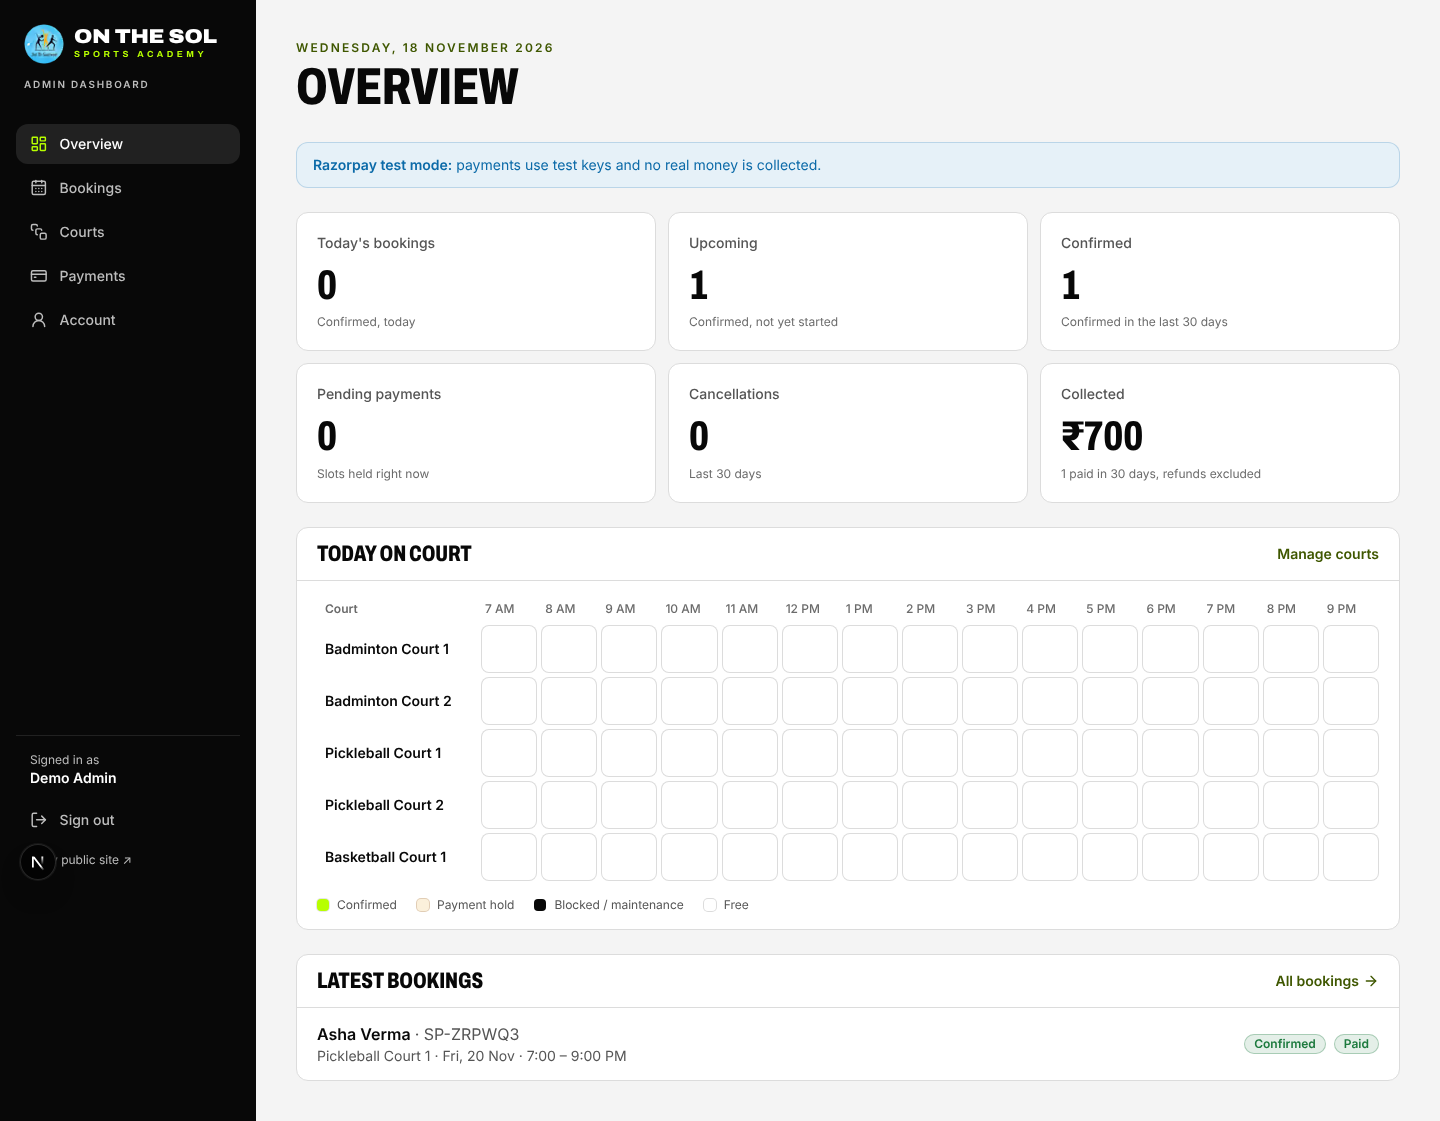 ON THE SOL
SPORTS ACADEMY
ADMIN DASHBOARD
Overview
Bookings
Courts
Payments
Account
Signed in as
Demo Admin
Sign out
public site ↗
N
WEDNESDAY, 18 NOVEMBER 2026
OVERVIEW
Razorpay test mode: payments use test keys and no real money is collected.
Today's bookings
0
Confirmed, today
Upcoming
1
Confirmed, not yet started
Confirmed
1
Confirmed in the last 30 days
Pending payments
0
Slots held right now
Cancellations
0
Last 30 days
Collected
₹700
1 paid in 30 days, refunds excluded
TODAY ON COURT
Manage courts
Court 7 AM 8 AM 9 AM 10 AM 11 AM 12 PM 1 PM 2 PM 3 PM 4 PM 5 PM 6 PM 7 PM 8 PM 9 PM
Badminton Court 1
Badminton Court 2
Pickleball Court 1
Pickleball Court 2
Basketball Court 1
Confirmed Payment hold Blocked / maintenance Free
LATEST BOOKINGS
All bookings →
Asha Verma · SP-ZRPWQ3
Pickleball Court 1 · Fri, 20 Nov · 7:00 – 9:00 PM
Confirmed Paid